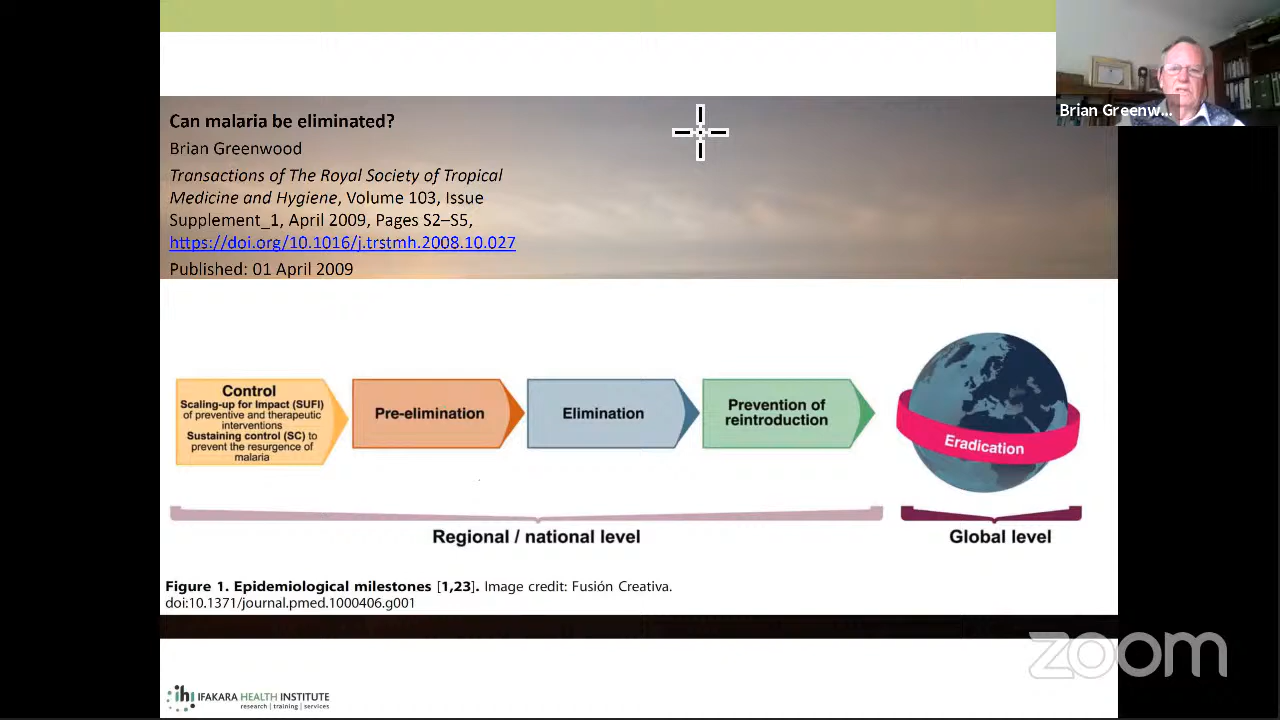 Can malaria be eliminated?
Brian Greenwood
Transactions of The Royal Society of Tropical
Medicine and Hygiene, Volume 103, Issue
Supplement_1, April 2009, Pages S2–S5,
https://doi.org/10.1016/j.trstmh.2008.10.027
Published: 01 April 2009
Brian Greenw...
Control
Scaling-up for Impact (SUFI)
of preventive and therapeutic
interventions
Sustaining control (SC) to
prevent the resurgence of
malaria
Pre-elimination
Elimination
Prevention of
reintroduction
Eradication
Regional / national level
Global level
Figure 1. Epidemiological milestones [1,23]. Image credit: Fusión Creativa.
doi:10.1371/journal.pmed.1000406.g001
zoom
ihi IFAKARA HEALTH INSTITUTE
research | training | services